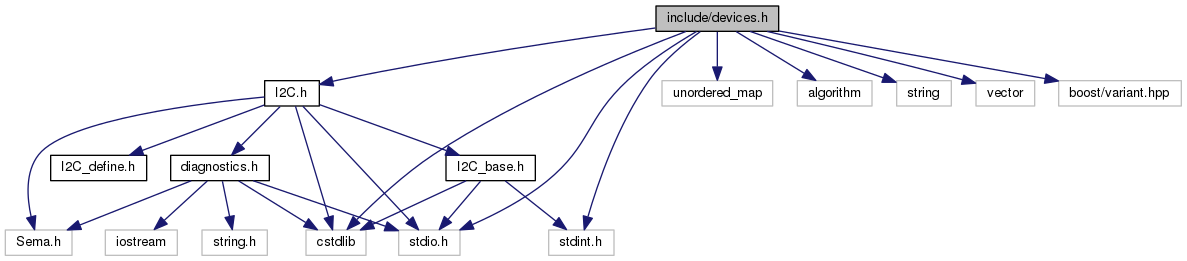 include/devices.h
I2C.h
unordered_map
algorithm
string
vector
boost/variant.hpp
I2C_define.h
diagnostics.h
I2C_base.h
Sema.h
iostream
string.h
cstdlib
stdio.h
stdint.h